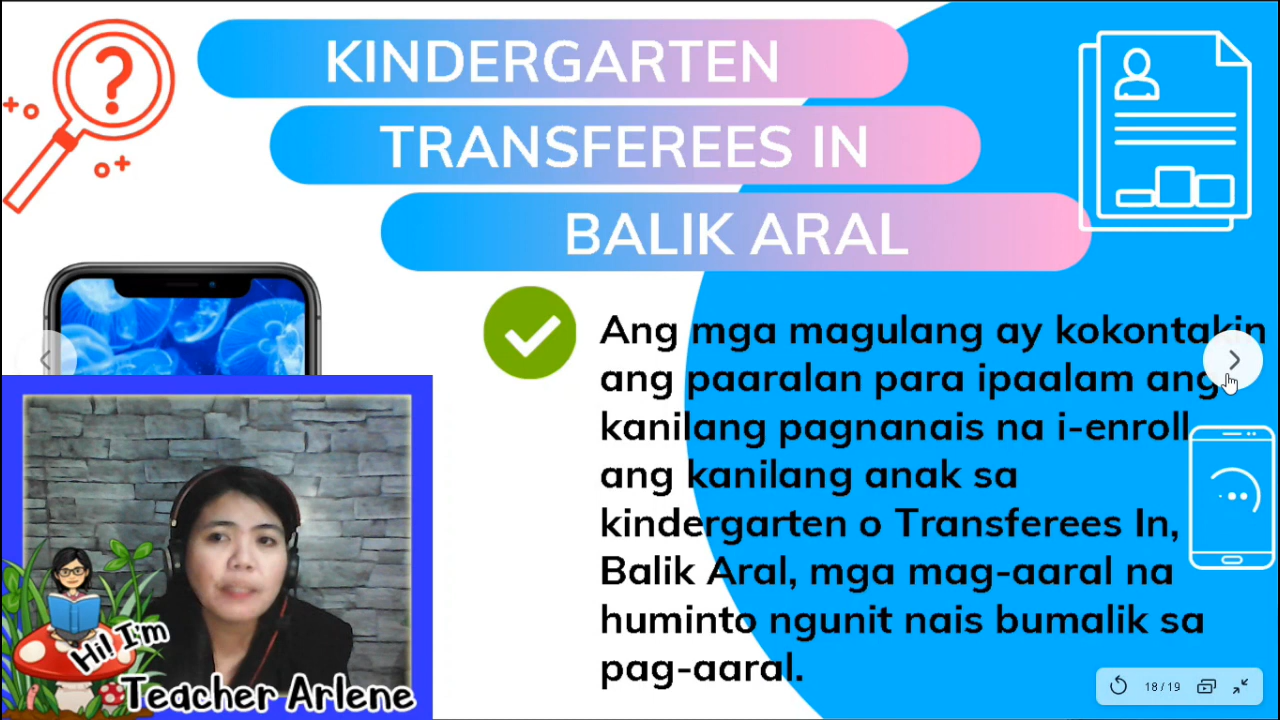 KINDERGARTEN
TRANSFEREES IN
BALIK ARAL
Ang mga magulang ay kokontakin
ang paaralan para ipaalam ang
kanilang pagnanais na i-enroll
ang kanilang anak sa
kindergarten o Transferees In,
Balik Aral, mga mag-aaral na
huminto ngunit nais bumalik sa
pag-aaral.
Hi! I'm
Teacher Arlene
18 / 19